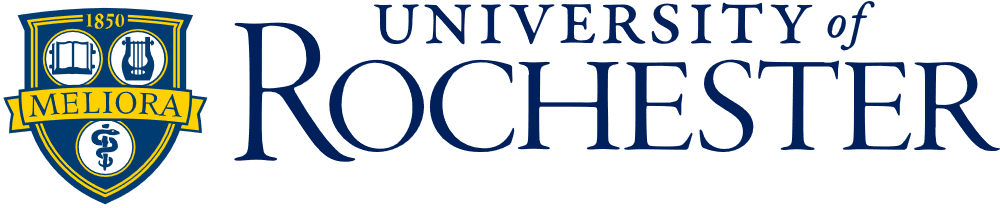 1850
MELIORA
UNIVERSITY of
ROCHESTER